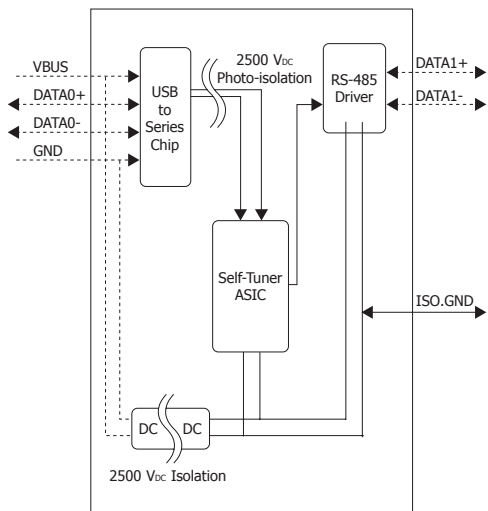 2500 VDC
Photo-isolation
VBUS
DATA0+
DATA0-
GND
USB
to
Series
Chip
RS-485
Driver
DATA1+
DATA1-
Self-Tuner
ASIC
ISO.GND
DC
DC
2500 VDC Isolation